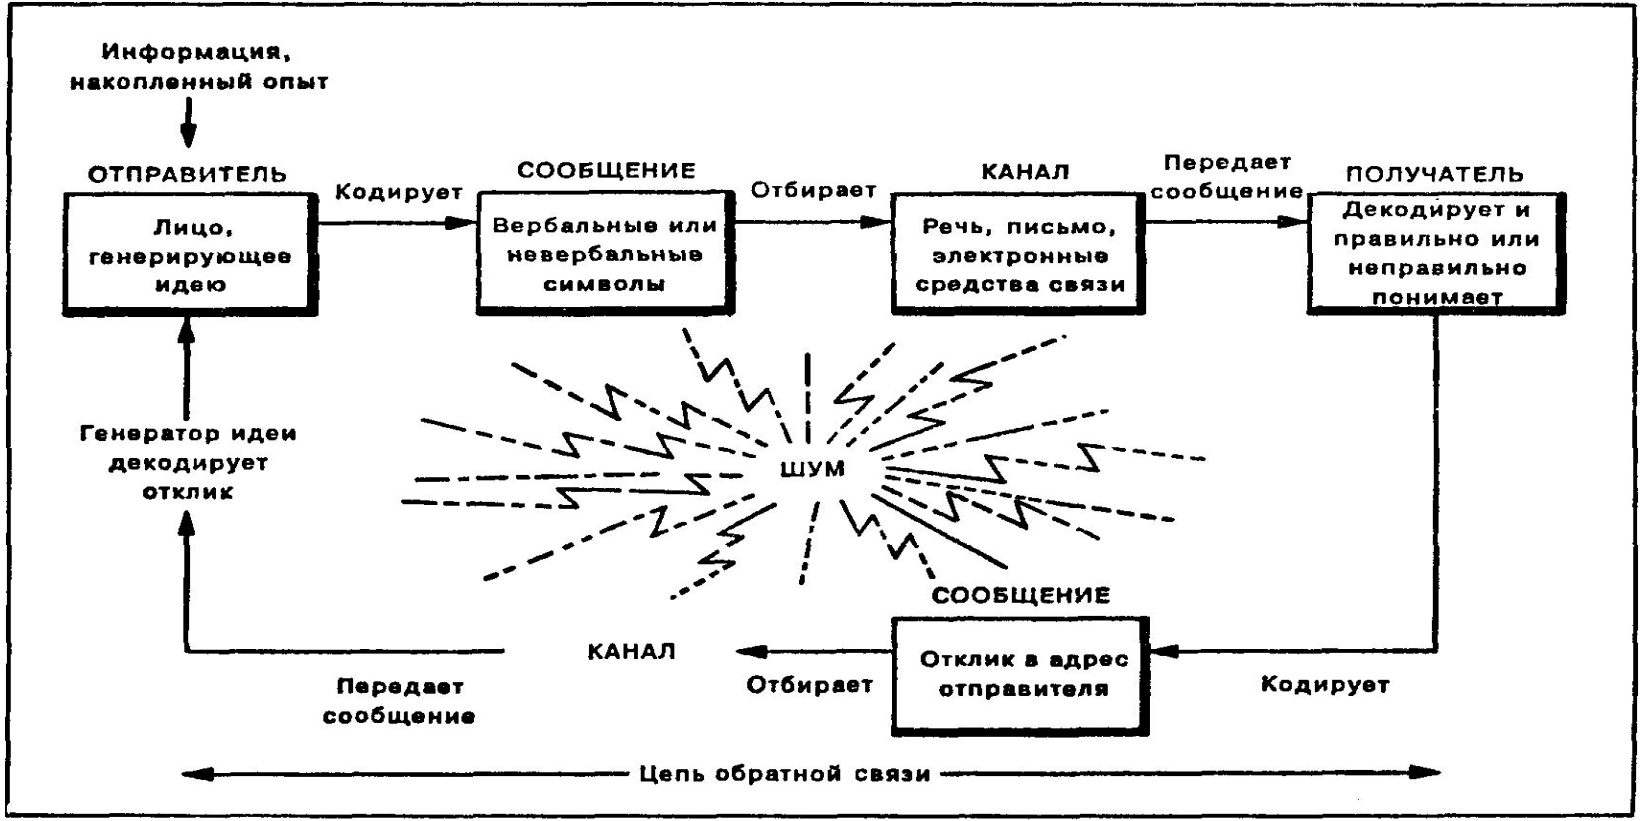 Информация,
накопленный опыт
ОТПРАВИТЕЛЬ
Лицо,
генерирующее
идею
Кодирует
СООБЩЕНИЕ
Вербальные или
невербальные
символы
Отбирает
КАНАЛ
Речь, письмо,
электронные
средства связи
Передает
сообщение
ПОЛУЧАТЕЛЬ
Декодирует и
правильно или
неправильно
понимает
Генератор идеи
декодирует
отклик
ШУМ
СООБЩЕНИЕ
Отклик в адрес
отправителя
Кодирует
Отбирает
КАНАЛ
Передает
сообщение
Цепь обратной связи